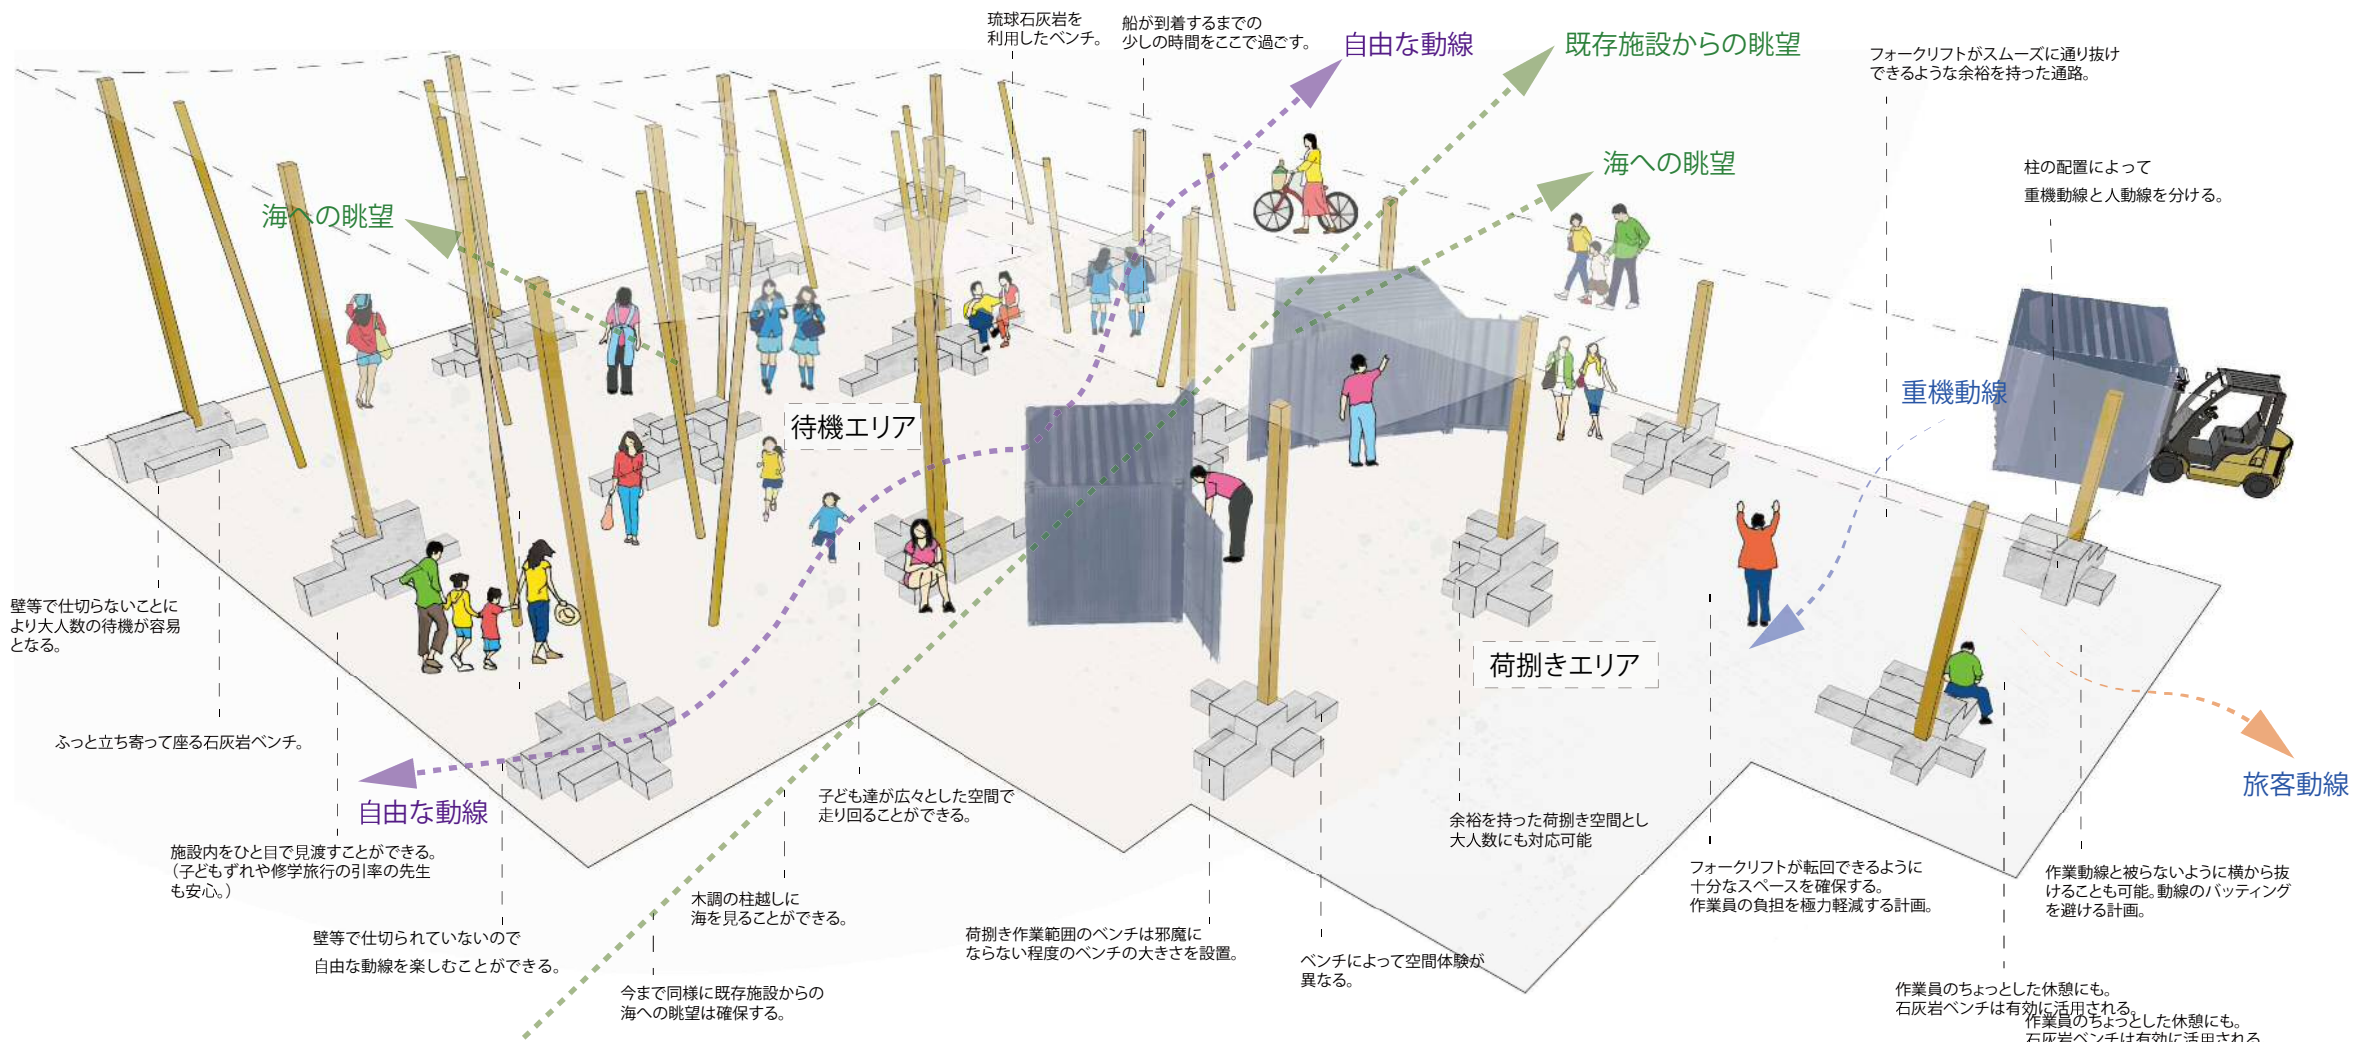 琉球石灰岩を
利用したベンチ。
船が到着するまでの
少しの時間をここで過ごす。
自由な動線
既存施設からの眺望
フォークリフトがスムーズに通り抜け
できるような余裕を持った通路。
海への眺望
柱の配置によって
重機動線と人動線を分ける。
海への眺望
重機動線
待機エリア
壁等で仕切らないことに
より大人数の待機が容易
となる。
荷捌きエリア
ふっと立ち寄って座る石灰岩ベンチ。
旅客動線
自由な動線
子ども達が広々とした空間で
走り回ることができる。
余裕を持った荷捌き空間とし
大人数にも対応可能
施設内をひと目で見渡すことができる。
（子どもずれや修学旅行の引率の先生
も安心。）
フォークリフトが転回できるように
十分なスペースを確保する。
作業員の負担を極力軽減する計画。
作業動線と被らないように横から抜
けることも可能。動線のバッティング
を避ける計画。
木調の柱越しに
海を見ることができる。
壁等で仕切られていないので
自由な動線を楽しむことができる。
荷捌き作業範囲のベンチは邪魔に
ならない程度のベンチの大きさを設置。
ベンチによって空間体験が
異なる。
今まで同様に既存施設からの
海への眺望は確保する。
作業員のちょっとした休憩にも。
石灰岩ベンチは有効に活用される。
作業員のちょっとした休憩にも。
石灰岩ベンチは有効に活用される